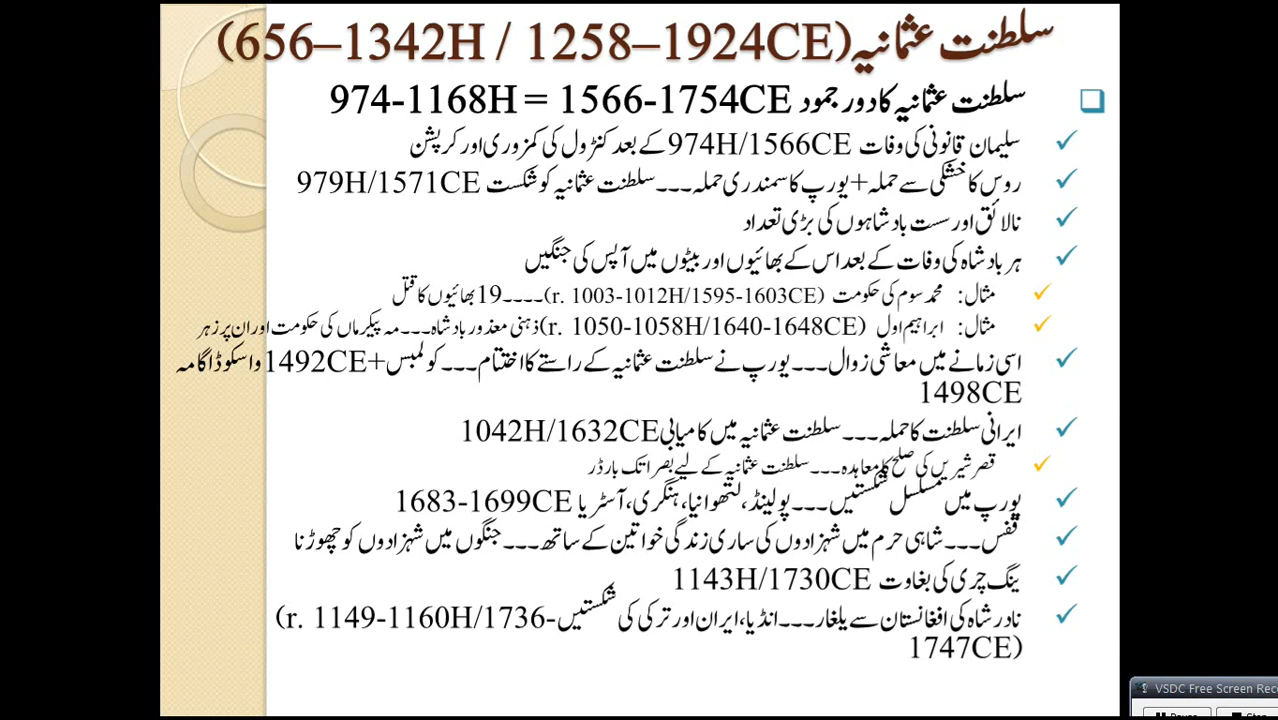 سلطنت عثمانیہ(656–1342H / 1258–1924CE)
سلطنت عثمانیہ کا دور جمود 974-1168H = 1566-1754CE
سلیمان قانونی کی وفات 974H/1566CE کے بعد کنٹرول کی کمزوری اور کرپشن
روس کا خشکی سے حملہ+یورپ کا سمندری حملہ۔۔۔سلطنت عثمانیہ کو شکست 979H/1571CE
نالائق اور سست بادشاہوں کی بڑی تعداد
ہر بادشاہ کی وفات کے بعد اس کے بھائیوں اور بیٹوں میں آپس کی جنگیں
مثال: محمد سوم کی حکومت (r. 1003-1012H/1595-1603CE)۔۔۔۔19 بھائیوں کا قتل
مثال: ابراہیم اول (r. 1050-1058H/1640-1648CE)ذہنی معذور بادشاہ۔۔۔مہ پیکر ماں کی حکومت اور ان پر زہر
اسی زمانے میں معاشی زوال۔۔۔یورپ نے سلطنت عثمانیہ کے راستے کا اختتام۔۔۔کولمبس+1492CE واسکوڈاگامہ
1498CE
ایرانی سلطنت کا حملہ۔۔۔سلطنت عثمانیہ میں کامیابی1042H/1632CE
قصر شیریں کی صلح کا معاہدہ۔۔۔سلطنت عثمانیہ کے لیے بصرا تک بارڈر
یورپ میں مسلسل شکستیں۔۔۔پولینڈ، لتھوانیا، ہنگری، آسٹریا 1683-1699CE
قفس۔۔۔شاہی حرم میں شہزادوں کی ساری زندگی خواتین کے ساتھ۔۔۔جنگوں میں شہزادوں کو چھوڑنا
ینگ چری کی بغاوت 1143H/1730CE
نادر شاہ کی افغانستان سے یلغار۔۔۔انڈیا، ایران اور ترکی کی شکستیں (r. 1149-1160H/1736-
1747CE)
VSDC Free Screen Rec
Pause Stop